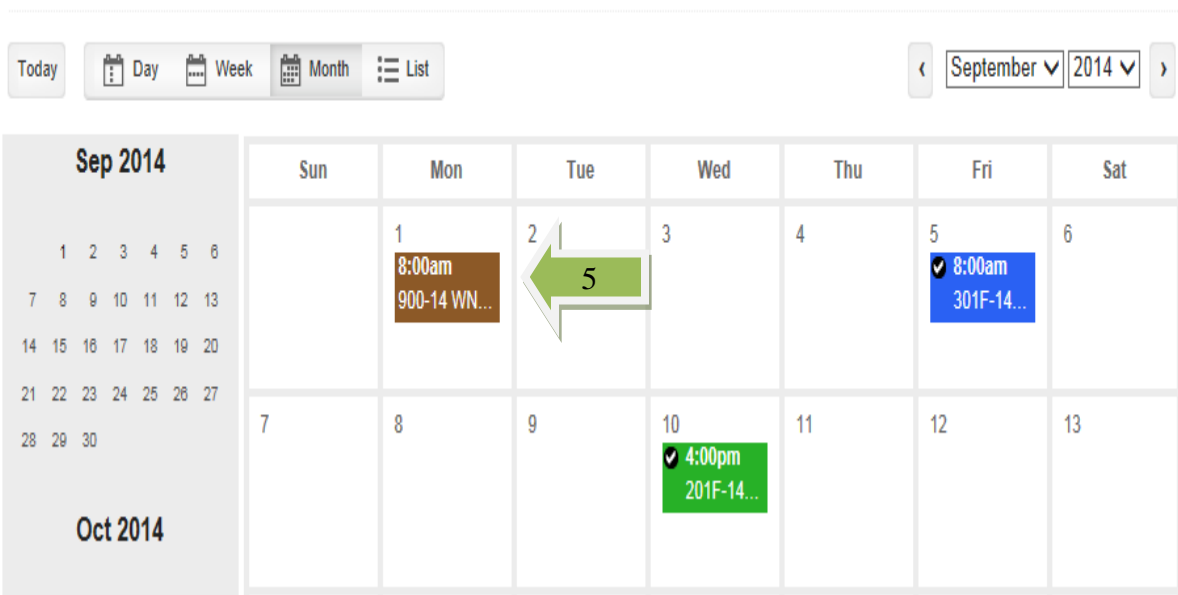 Today Day Week Month List ‹ September 2014 ›
Sep 2014
1 2 3 4 5 6
7 8 9 10 11 12 13
14 15 16 17 18 19 20
21 22 23 24 25 26 27
28 29 30
Oct 2014
Sun Mon Tue Wed Thu Fri Sat
1 2 3 4 5 6
8:00am
900-14 WN...
5
8:00am
301F-14...
7 8 9 10 11 12 13
4:00pm
201F-14...